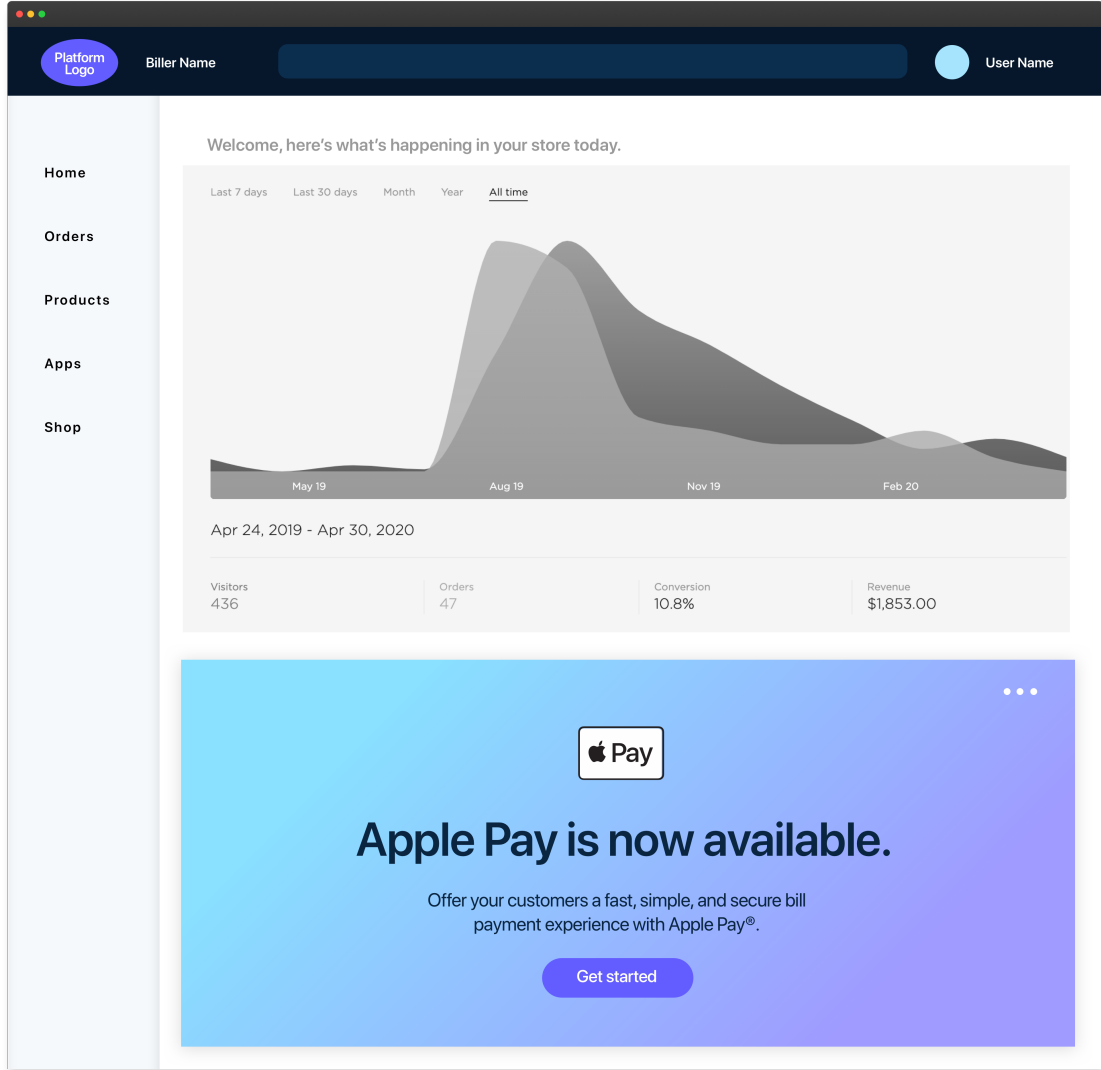 Platform
Logo
Biller Name
User Name
Home
Orders
Products
Apps
Shop
Welcome, here’s what’s happening in your store today.
Last 7 days Last 30 days Month Year All time
May 19 Aug 19 Nov 19 Feb 20
Apr 24, 2019 - Apr 30, 2020
Visitors Orders Conversion Revenue
436 47 10.8% $1,853.00
Pay
Apple Pay is now available.
Offer your customers a fast, simple, and secure bill
payment experience with Apple Pay®.
Get started